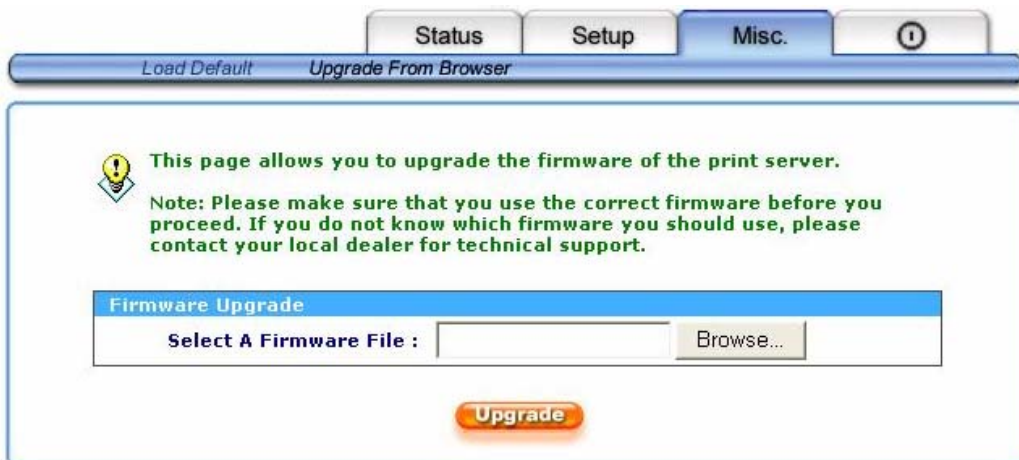 Status Setup Misc.
Load Default Upgrade From Browser
This page allows you to upgrade the firmware of the print server.
Note: Please make sure that you use the correct firmware before you
proceed. If you do not know which firmware you should use, please
contact your local dealer for technical support.
Firmware Upgrade
Select A Firmware File : Browse...
Upgrade